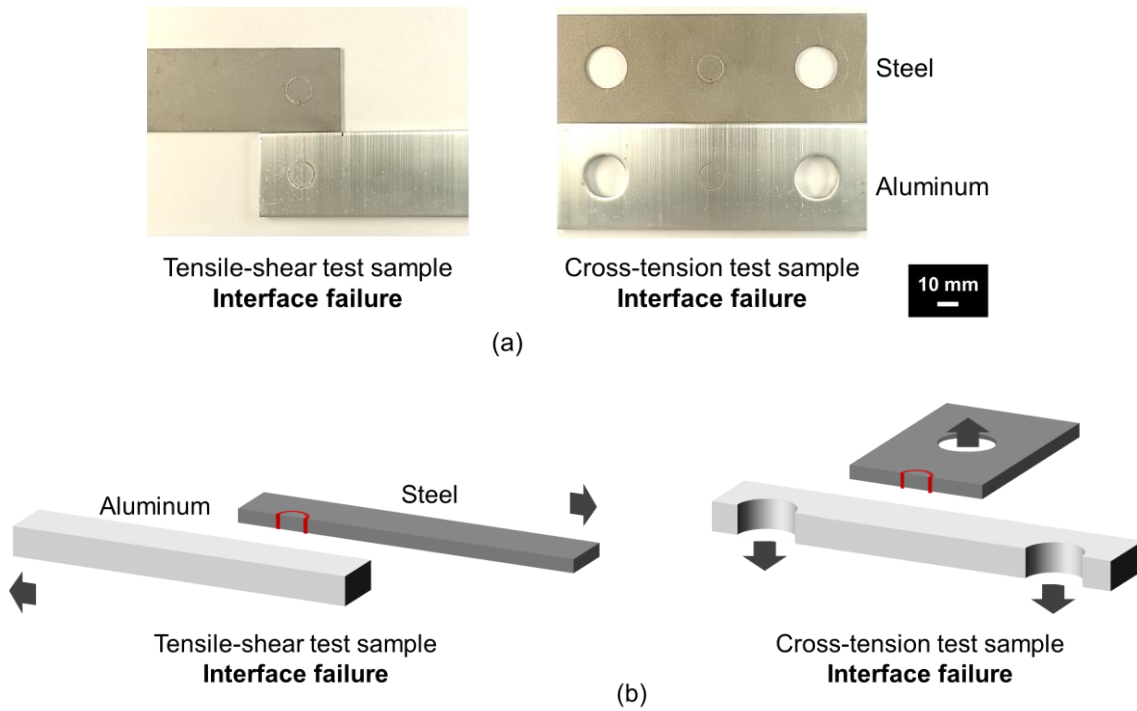 Steel
Aluminum
Tensile-shear test sample
Interface failure
Cross-tension test sample
Interface failure
10 mm
(a)
Aluminum
Steel
Tensile-shear test sample
Interface failure
Cross-tension test sample
Interface failure
(b)